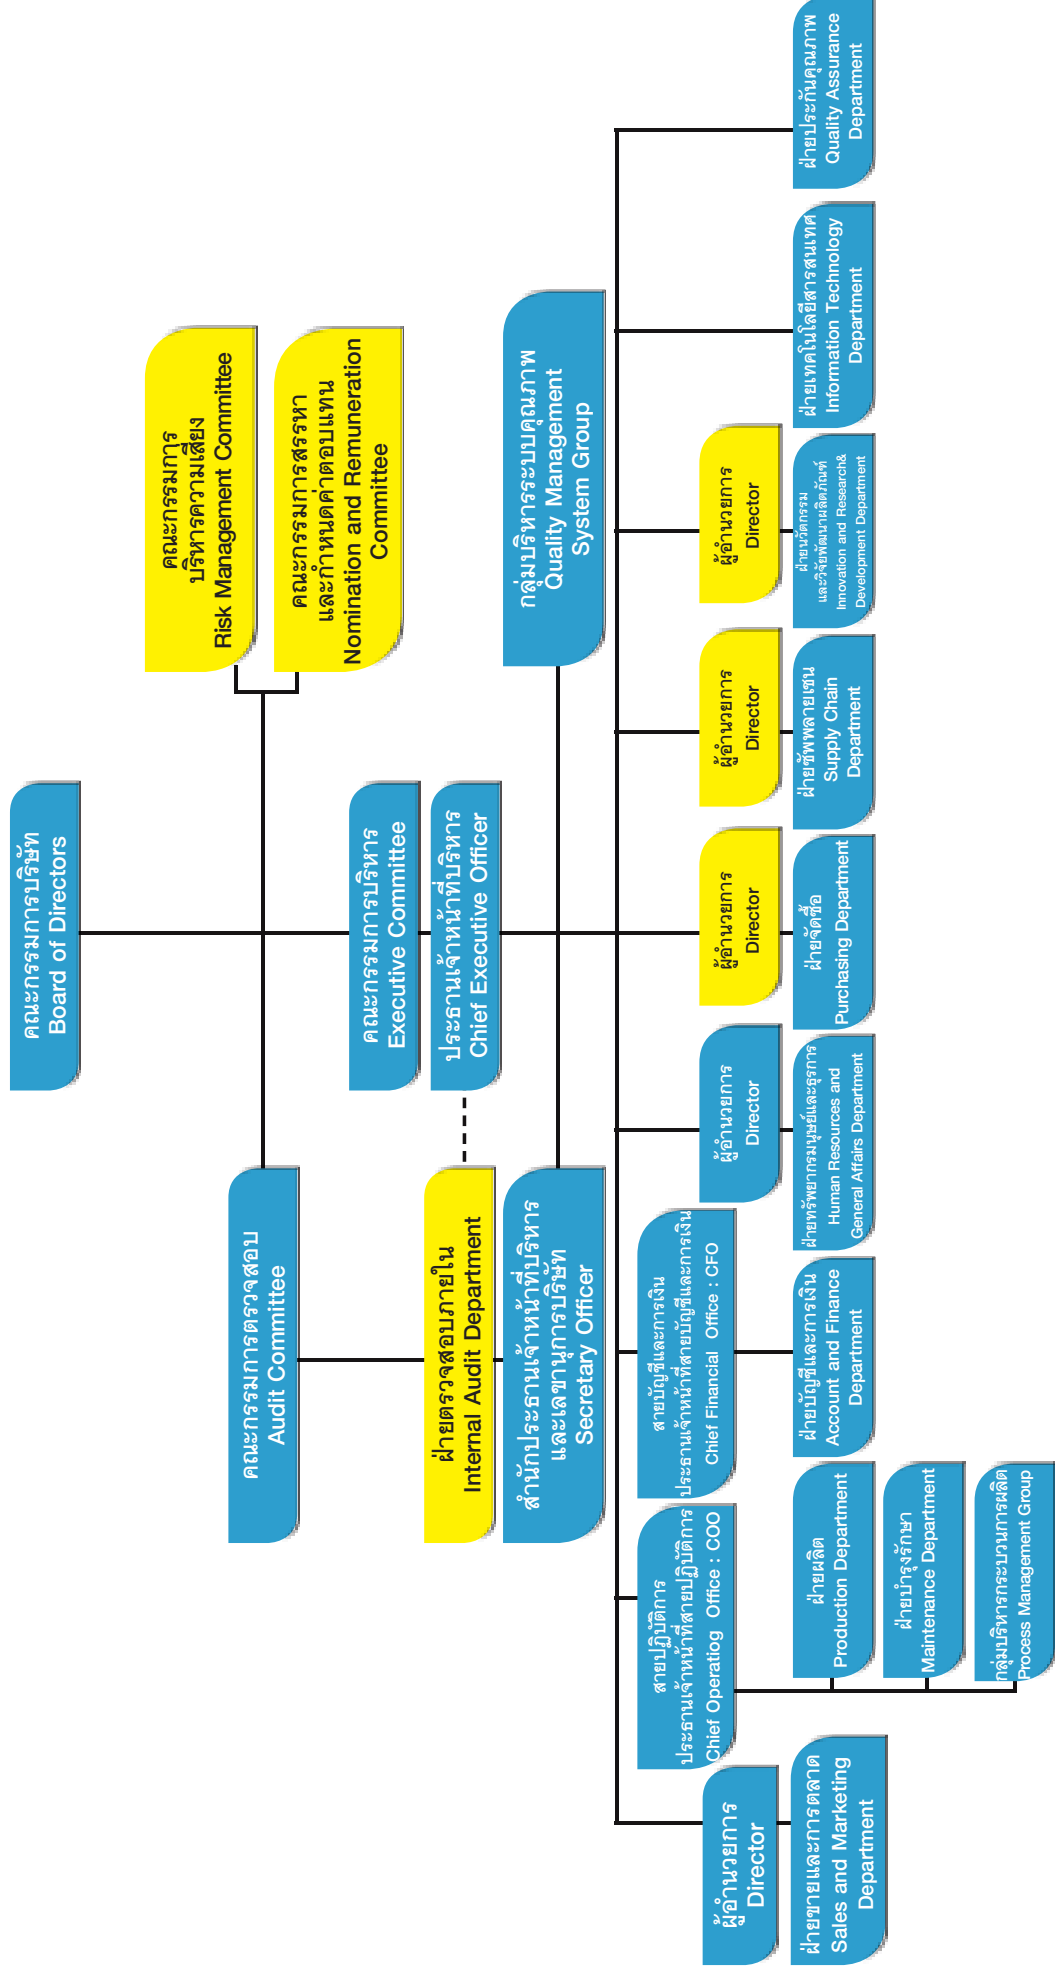 คณะกรรมการบริษัท
Board of Directors
คณะกรรมการ
บริหารความเสี่ยง
Risk Management Committee
คณะกรรมการสรรหา
และกำหนดค่าตอบแทน
Nomination and Remuneration
Committee
คณะกรรมการตรวจสอบ
Audit Committee
คณะกรรมการบริหาร
Executive Committee
ประธานเจ้าหน้าที่บริหาร
Chief Executive Officer
ฝ่ายตรวจสอบภายใน
Internal Audit Department
สำนักประธานเจ้าหน้าที่บริหาร
และเลขานุการบริษัท
Secretary Officer
กลุ่มบริหารระบบคุณภาพ
Quality Management
System Group
ผู้อำนวยการ
Director
ฝ่ายขายและการตลาด
Sales and Marketing
Department
สายปฏิบัติการ
ประธานเจ้าหน้าที่สายปฏิบัติการ
Chief Operatiog Office : COO
ฝ่ายผลิต
Production Department
ฝ่ายบำรุงรักษา
Maintenance Department
กลุ่มบริหารกระบวนการผลิต
Process Management Group
สายบัญชีและการเงิน
ประธานเจ้าหน้าที่สายบัญชีและการเงิน
Chief Financial Office : CFO
ฝ่ายบัญชีและการเงิน
Account and Finance
Department
ผู้อำนวยการ
Director
ฝ่ายทรัพยากรมนุษย์และธุรการ
Human Resources and
General Affairs Department
ผู้อำนวยการ
Director
ฝ่ายจัดซื้อ
Purchasing Department
ผู้อำนวยการ
Director
ฝ่ายซัพพลายเชน
Supply Chain
Department
ผู้อำนวยการ
Director
ฝ่ายนวัตกรรม
และวิจัยพัฒนาผลิตภัณฑ์
Innovation and Research&
Development Department
ฝ่ายเทคโนโลยีสารสนเทศ
Information Technology
Department
ฝ่ายประกันคุณภาพ
Quality Assurance
Department